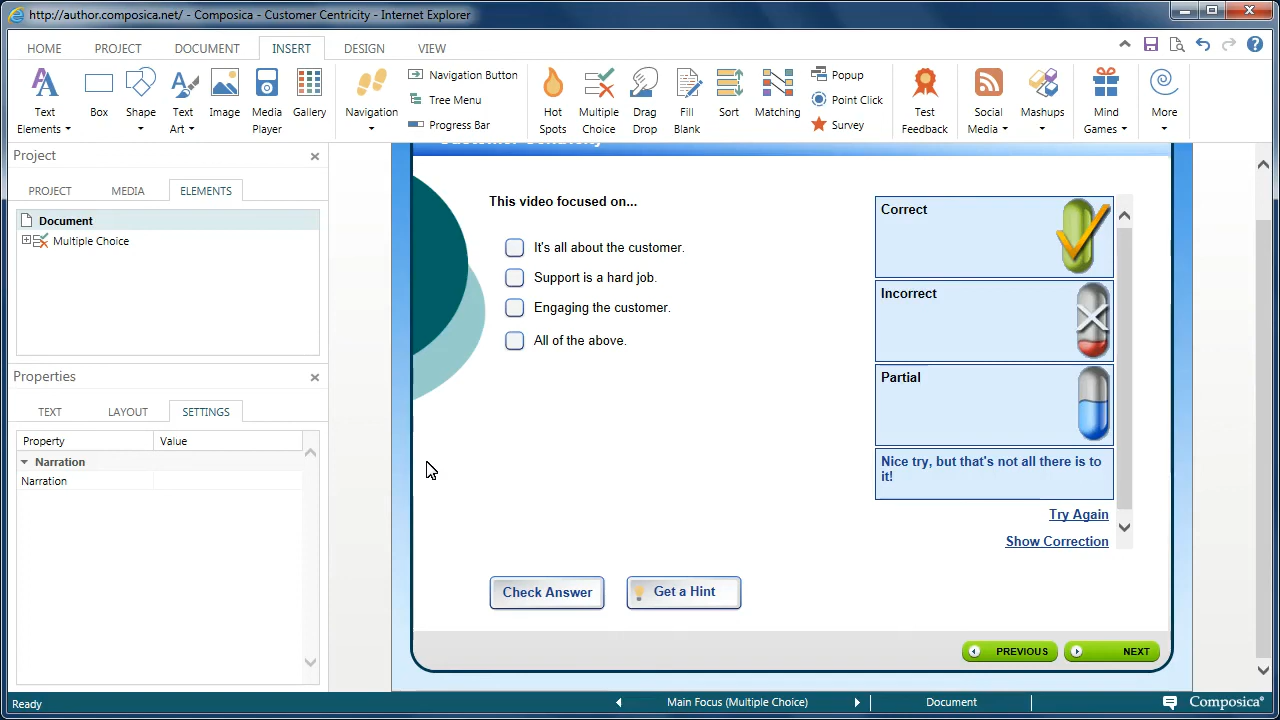 http://author.composica.net/ - Composica - Customer Centricity - Internet Explorer
HOME PROJECT DOCUMENT INSERT DESIGN VIEW
Text Elements
Box
Shape
Text Art
Image
Media Player
Gallery
Navigation
Navigation Button
Tree Menu
Progress Bar
Hot Spots
Multiple Choice
Drag Drop
Fill Blank
Sort
Matching
Popup
Point Click
Survey
Test Feedback
Social Media
Mashups
Mind Games
More
Project
PROJECT MEDIA ELEMENTS
Document
Multiple Choice
Properties
TEXT LAYOUT SETTINGS
Property Value
Narration
Narration
Customer Centricity
This video focused on...
It's all about the customer.
Support is a hard job.
Engaging the customer.
All of the above.
Correct
Incorrect
Partial
Nice try, but that's not all there is to
it!
Try Again
Show Correction
Check Answer
Get a Hint
PREVIOUS
NEXT
Ready
Main Focus (Multiple Choice)
Document
Composica